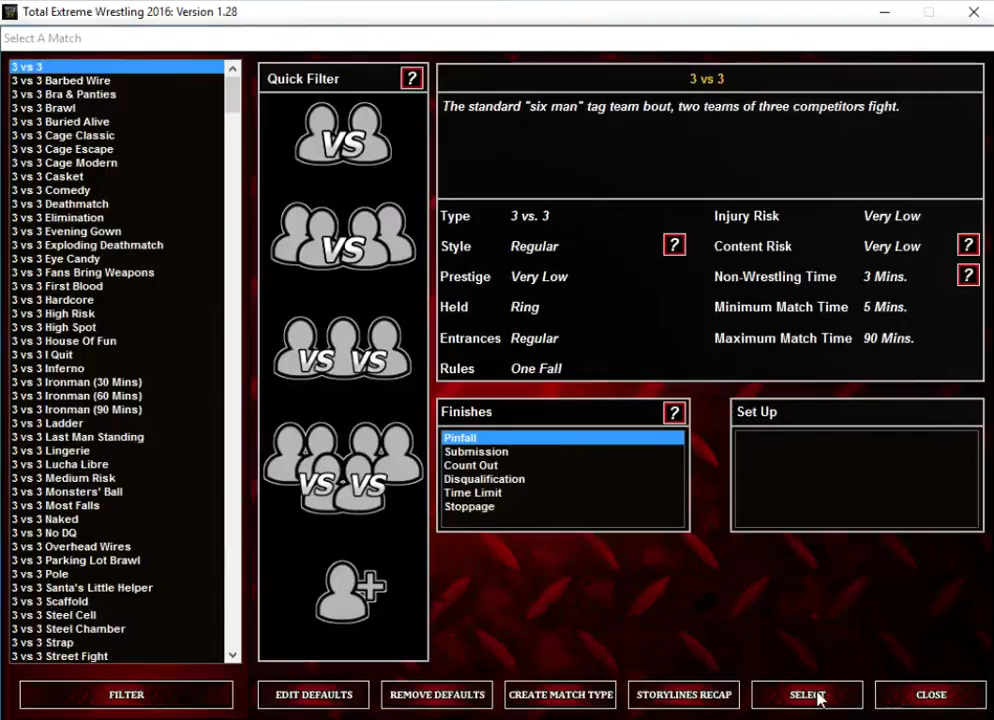 Total Extreme Wrestling 2016: Version 1.28
Select A Match
3 vs 3
3 vs 3 Barbed Wire
3 vs 3 Bra & Panties
3 vs 3 Brawl
3 vs 3 Buried Alive
3 vs 3 Cage Classic
3 vs 3 Cage Escape
3 vs 3 Cage Modern
3 vs 3 Casket
3 vs 3 Comedy
3 vs 3 Deathmatch
3 vs 3 Elimination
3 vs 3 Evening Gown
3 vs 3 Exploding Deathmatch
3 vs 3 Eye Candy
3 vs 3 Fans Bring Weapons
3 vs 3 First Blood
3 vs 3 Hardcore
3 vs 3 High Risk
3 vs 3 High Spot
3 vs 3 House Of Fun
3 vs 3 I Quit
3 vs 3 Inferno
3 vs 3 Ironman (30 Mins)
3 vs 3 Ironman (60 Mins)
3 vs 3 Ironman (90 Mins)
3 vs 3 Ladder
3 vs 3 Last Man Standing
3 vs 3 Lingerie
3 vs 3 Lucha Libre
3 vs 3 Medium Risk
3 vs 3 Monsters' Ball
3 vs 3 Most Falls
3 vs 3 Naked
3 vs 3 No DQ
3 vs 3 Overhead Wires
3 vs 3 Parking Lot Brawl
3 vs 3 Pole
3 vs 3 Santa's Little Helper
3 vs 3 Scaffold
3 vs 3 Steel Cell
3 vs 3 Steel Chamber
3 vs 3 Strap
3 vs 3 Street Fight
Quick Filter ?
VS
VS
VS VS
VS VS
3 vs 3
The standard "six man" tag team bout, two teams of three competitors fight.
Type 3 vs. 3 Injury Risk Very Low
Style Regular ? Content Risk Very Low ?
Prestige Very Low Non-Wrestling Time 3 Mins. ?
Held Ring Minimum Match Time 5 Mins.
Entrances Regular Maximum Match Time 90 Mins.
Rules One Fall
Finishes ?
Pinfall
Submission
Count Out
Disqualification
Time Limit
Stoppage
Set Up
FILTER EDIT DEFAULTS REMOVE DEFAULTS CREATE MATCH TYPE STORYLINES RECAP SELECT CLOSE